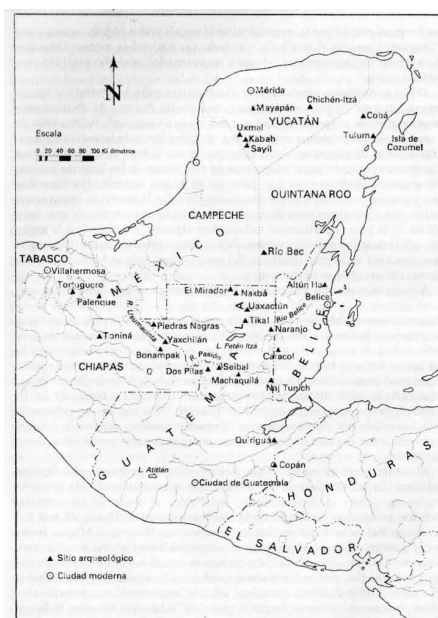 N
Mérida
Mayapán
Chichén-Itzá
YUCATÁN
Cobá
Uxmal
Kabah
Sayil
Tulum
Isla de
Cozumel
Escala
0 20 40 60 80 100 Kilómetros
QUINTANA ROO
CAMPECHE
MÉXICO
Río Bec
TABASCO
Villahermosa
Tortuguero
Palenque
El Mirador
Nakbá
Altún Ha
Uaxactún
Belice
Río Belice
Tikal
BELICE
R. Usumacinta
Piedras Negras
Naranjo
Toniná
Yaxchilán
L. Petén Itzá
Bonampak
R. Pasión
Caracol
CHIAPAS
Dos Pilas
Seibal
Machaquilá
Naj Tunich
GUATEMALA
Quiriguá
L. Atitlán
Copán
Ciudad de Guatemala
HONDURAS
EL SALVADOR
Sitio arqueológico
Ciudad moderna